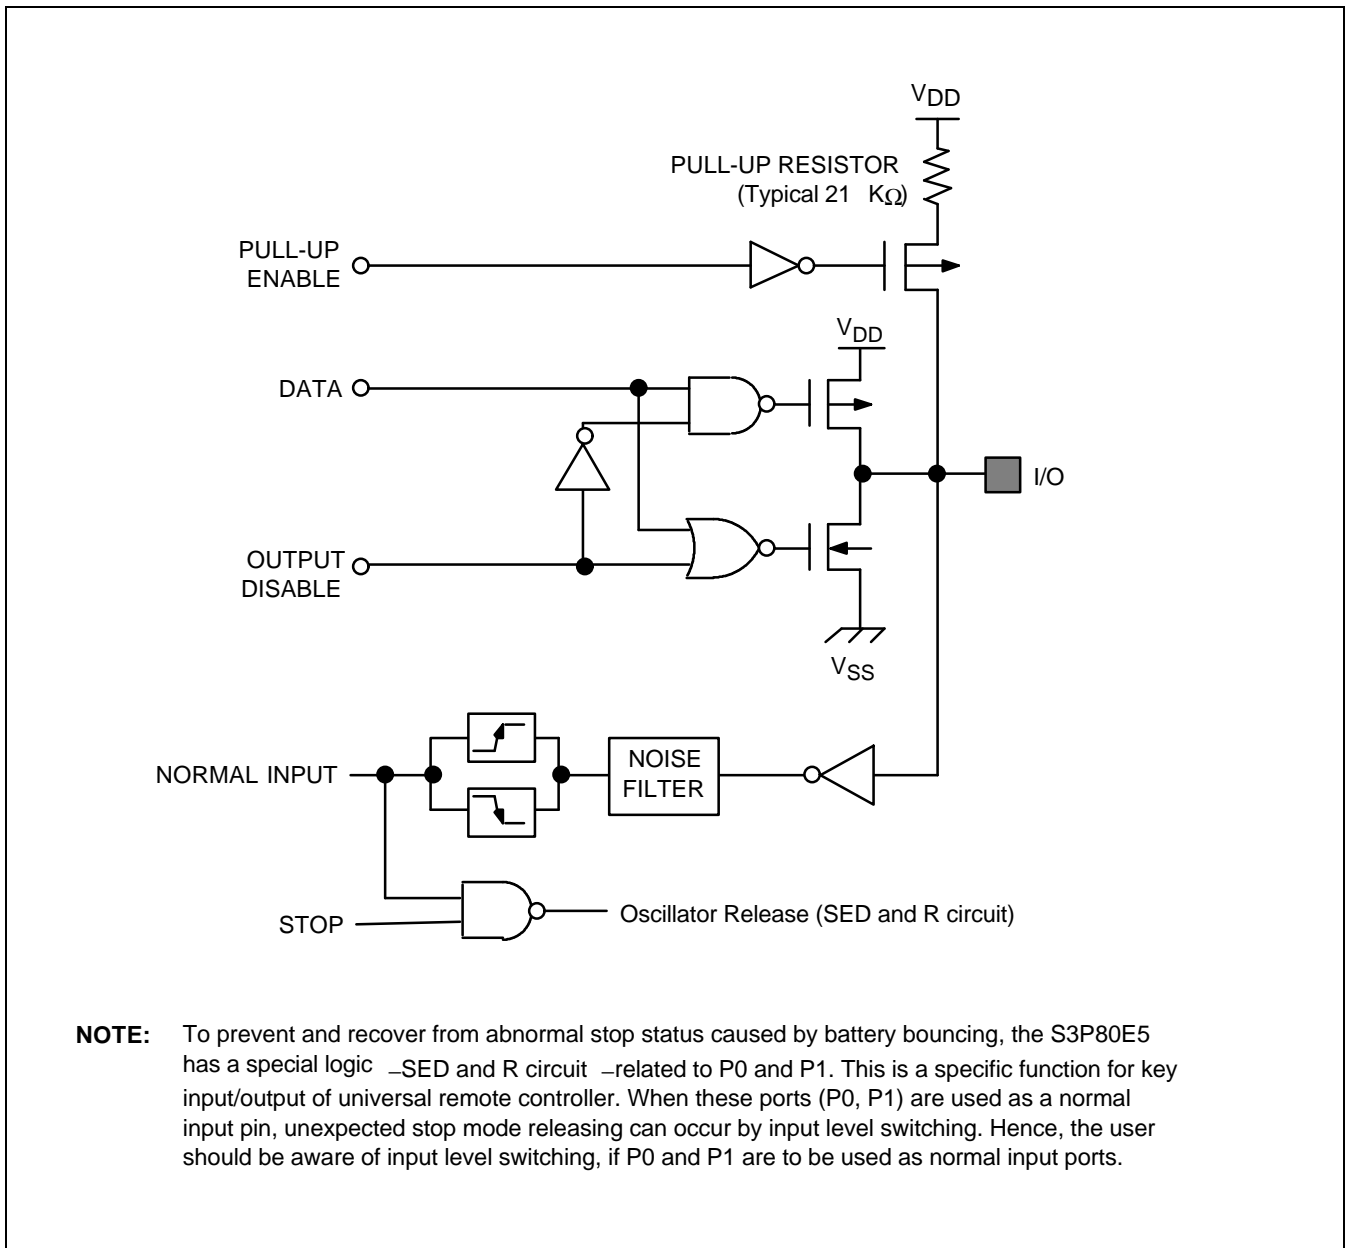 VDD
PULL-UP RESISTOR
(Typical 21 KΩ)
PULL-UP
ENABLE
VDD
DATA
I/O
OUTPUT
DISABLE
VSS
NORMAL INPUT
NOISE
FILTER
STOP
Oscillator Release (SED and R circuit)
NOTE: To prevent and recover from abnormal stop status caused by battery bouncing, the S3P80E5
has a special logic –SED and R circuit –related to P0 and P1. This is a specific function for key
input/output of universal remote controller. When these ports (P0, P1) are used as a normal
input pin, unexpected stop mode releasing can occur by input level switching. Hence, the user
should be aware of input level switching, if P0 and P1 are to be used as normal input ports.